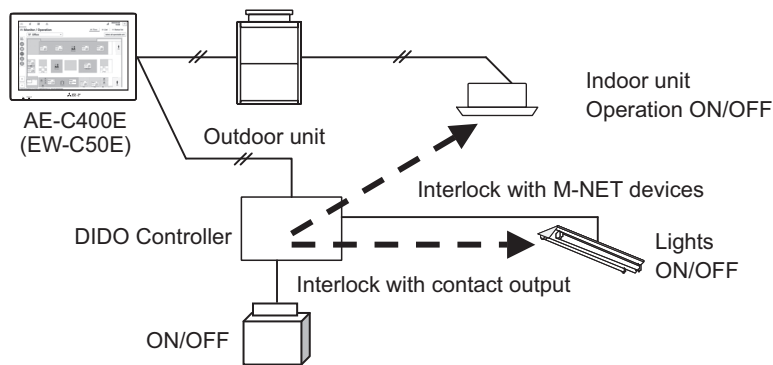 AE-C400E
(EW-C50E)
Outdoor unit
Indoor unit
Operation ON/OFF
Interlock with M-NET devices
DIDO Controller
Lights
ON/OFF
Interlock with contact output
ON/OFF